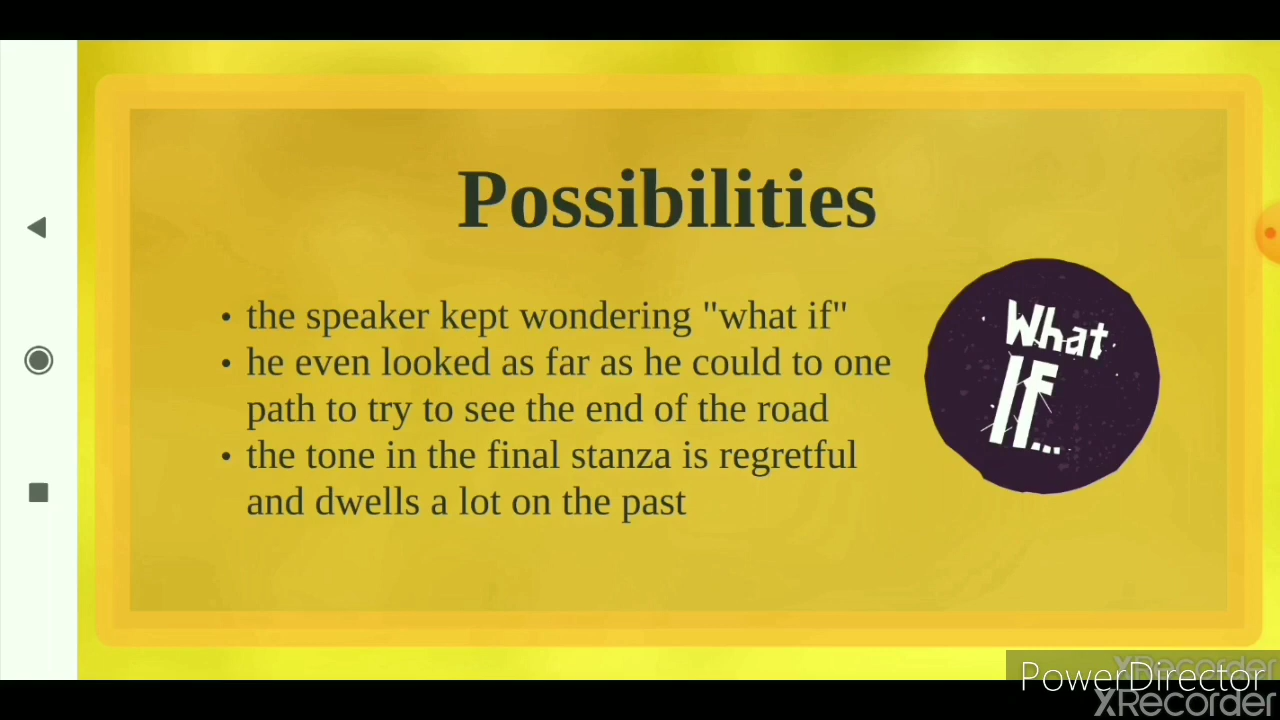 Possibilities
• the speaker kept wondering "what if"
• he even looked as far as he could to one
path to try to see the end of the road
• the tone in the final stanza is regretful
and dwells a lot on the past
What
IF...
XRecorder
PowerDirector
XRecorder